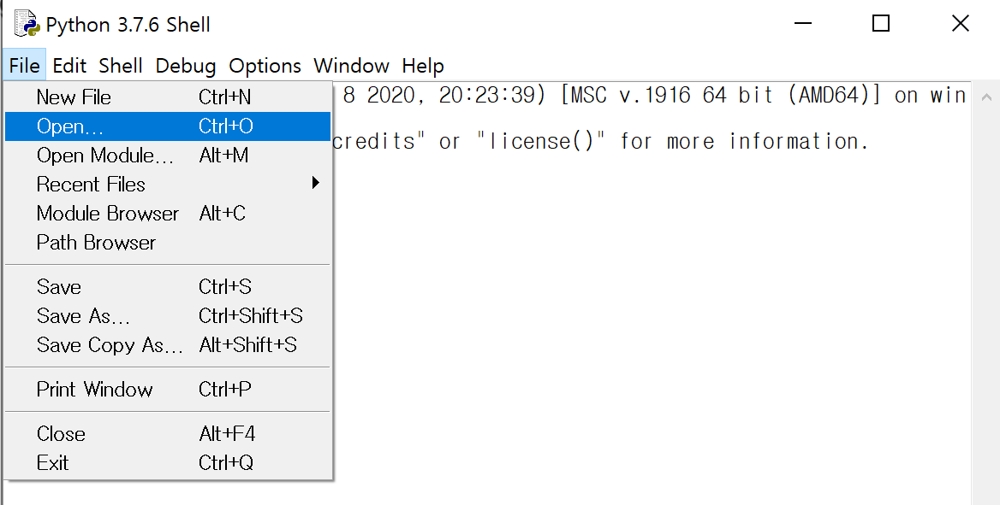 Python 3.7.6 Shell
File Edit Shell Debug Options Window Help
New File Ctrl+N
8 2020, 20:23:39) [MSC v.1916 64 bit (AMD64)] on win
Open... Ctrl+O
credits" or "license()" for more information.
Open Module... Alt+M
Recent Files
Module Browser Alt+C
Path Browser
Save Ctrl+S
Save As... Ctrl+Shift+S
Save Copy As... Alt+Shift+S
Print Window Ctrl+P
Close Alt+F4
Exit Ctrl+Q